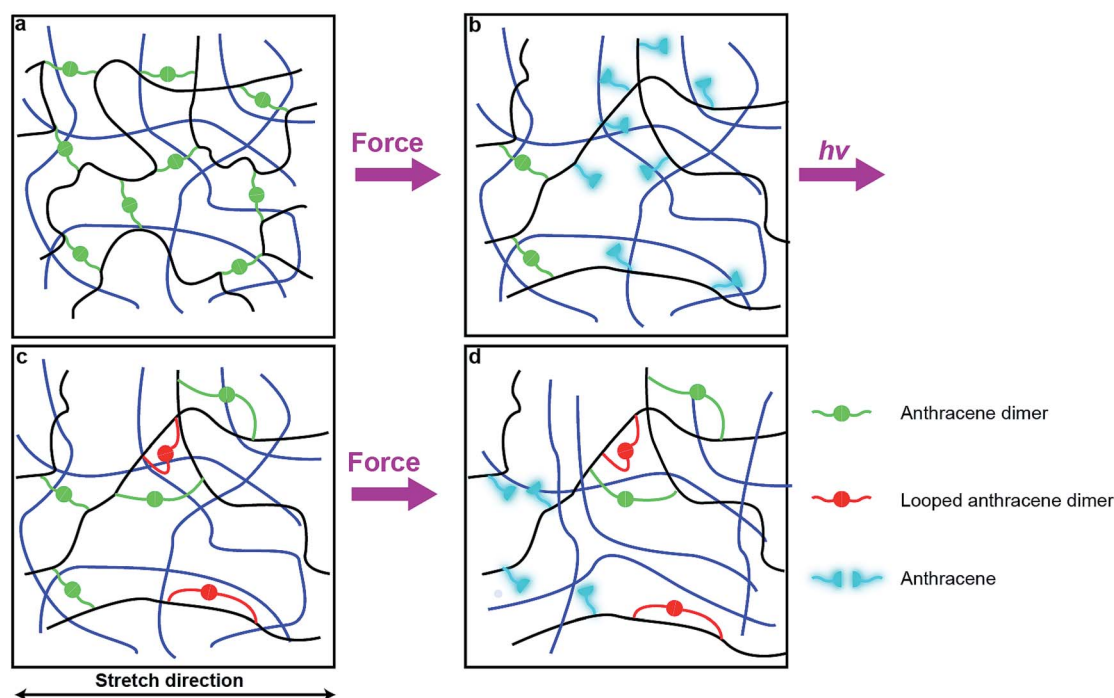 a
Force
b
hv
c
Force
d
Anthracene dimer
Looped anthracene dimer
Anthracene
Stretch direction